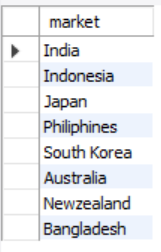 market
India
Indonesia
Japan
Philiphines
South Korea
Australia
Newzealand
Bangladesh